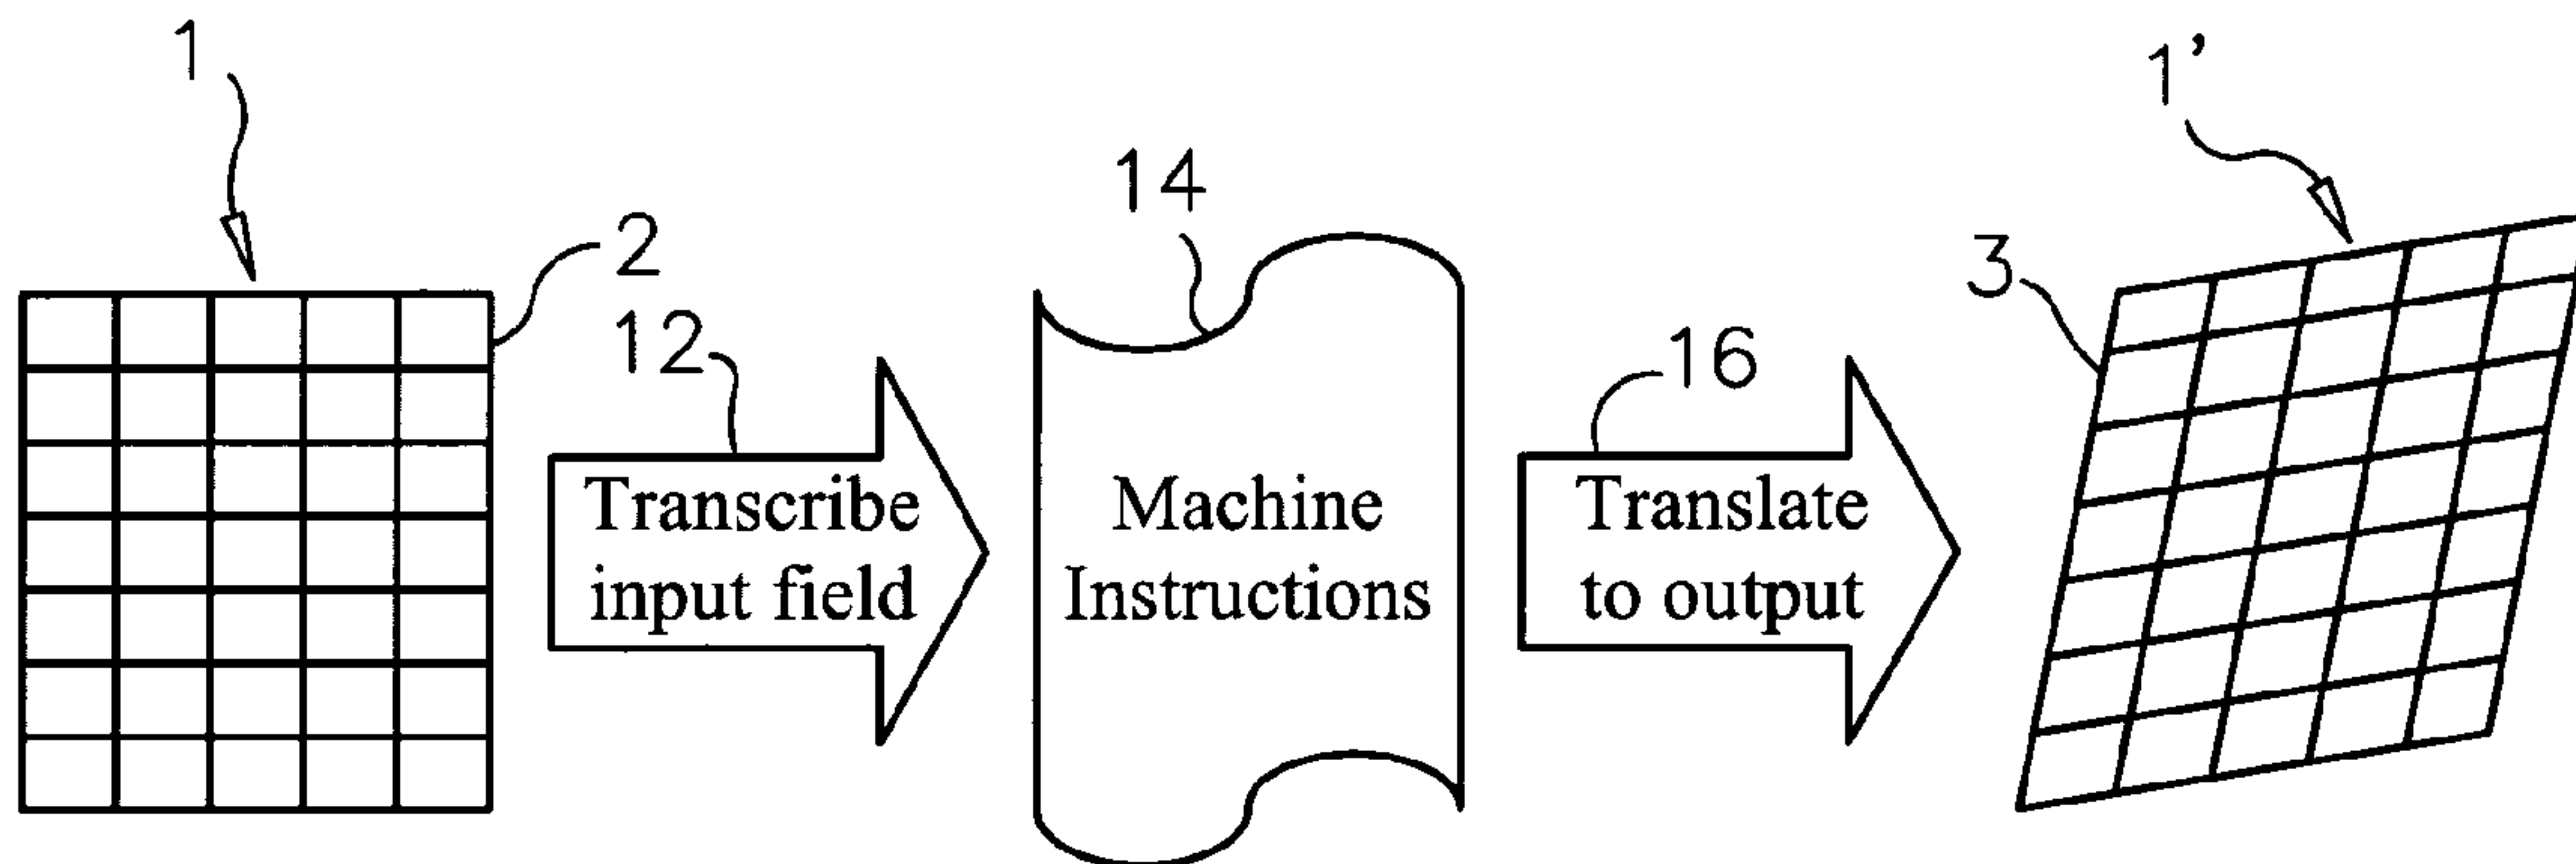 1
2
12
Transcribe
input field
14
Machine
Instructions
16
Translate
to output
1’
3